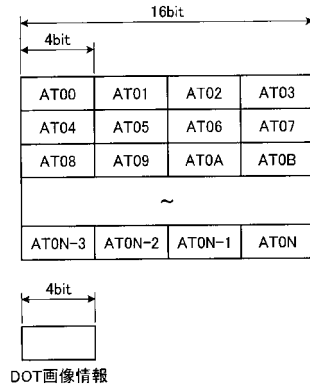 16bit
4bit
AT00 AT01 AT02 AT03
AT04 AT05 AT06 AT07
AT08 AT09 AT0A AT0B
~
AT0N-3 AT0N-2 AT0N-1 AT0N
4bit
DOT画像情報